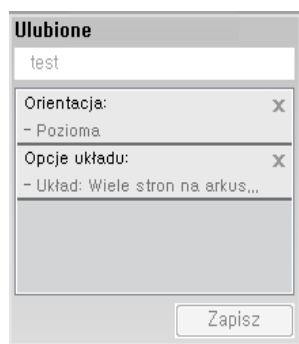 Ulubione
test
Orientacja: X
- Pozioma
Opcje układu: X
- Układ: Wiele stron na arkus,,,
Zapisz